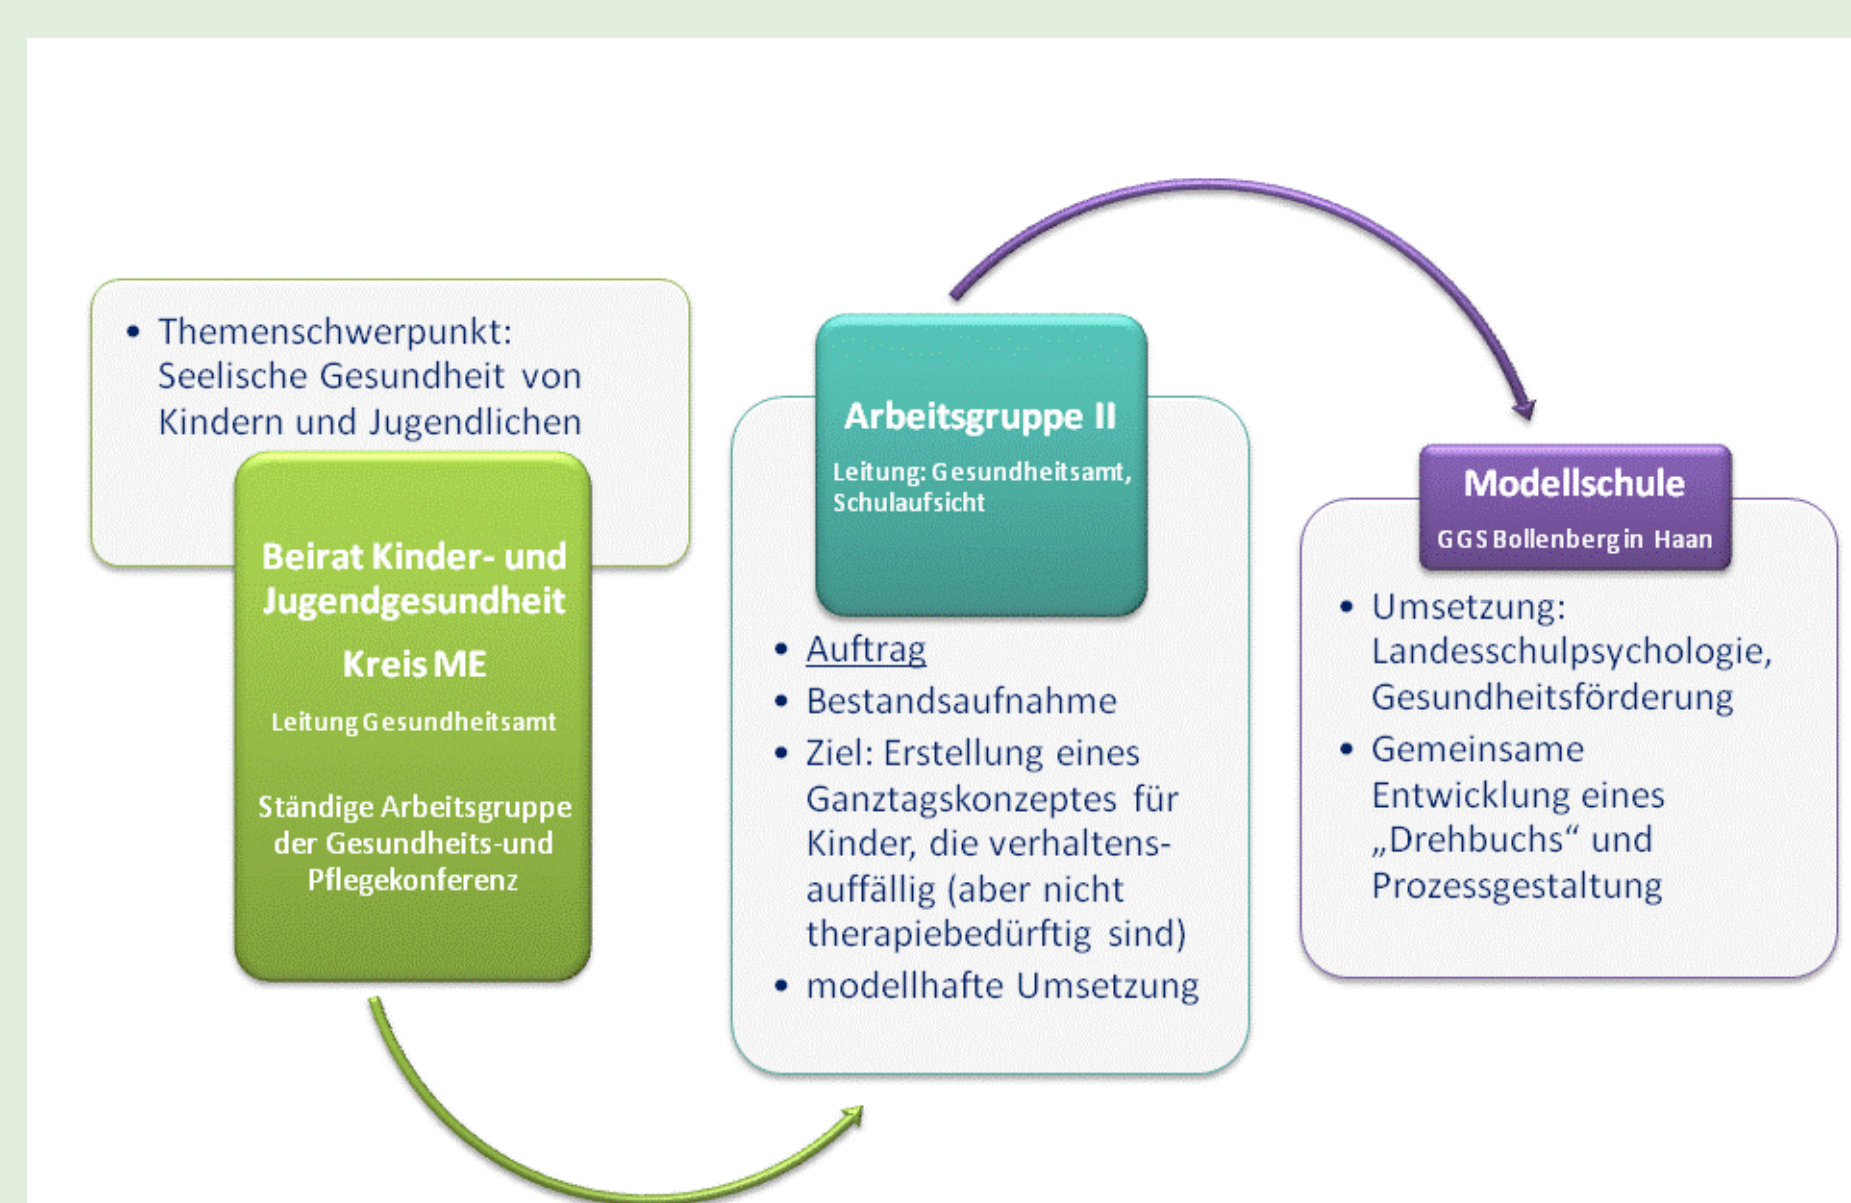 • Themenschwerpunkt:
Seelische Gesundheit von
Kindern und Jugendlichen
Beirat Kinder- und
Jugendgesundheit
Kreis ME
Leitung Gesundheitsamt
Ständige Arbeitsgruppe
der Gesundheits-und
Pflegekonferenz
Arbeitsgruppe II
Leitung: Gesundheitsamt,
Schulaufsicht
• Auftrag
• Bestandsaufnahme
• Ziel: Erstellung eines
Ganztagskonzeptes für
Kinder, die verhaltens-
auffällig (aber nicht
therapiebedürftig sind)
• modellhafte Umsetzung
Modellschule
GGS Bollenberg in Haan
• Umsetzung:
Landesschulpsychologie,
Gesundheitsförderung
• Gemeinsame
Entwicklung eines
„Drehbuchs“ und
Prozessgestaltung